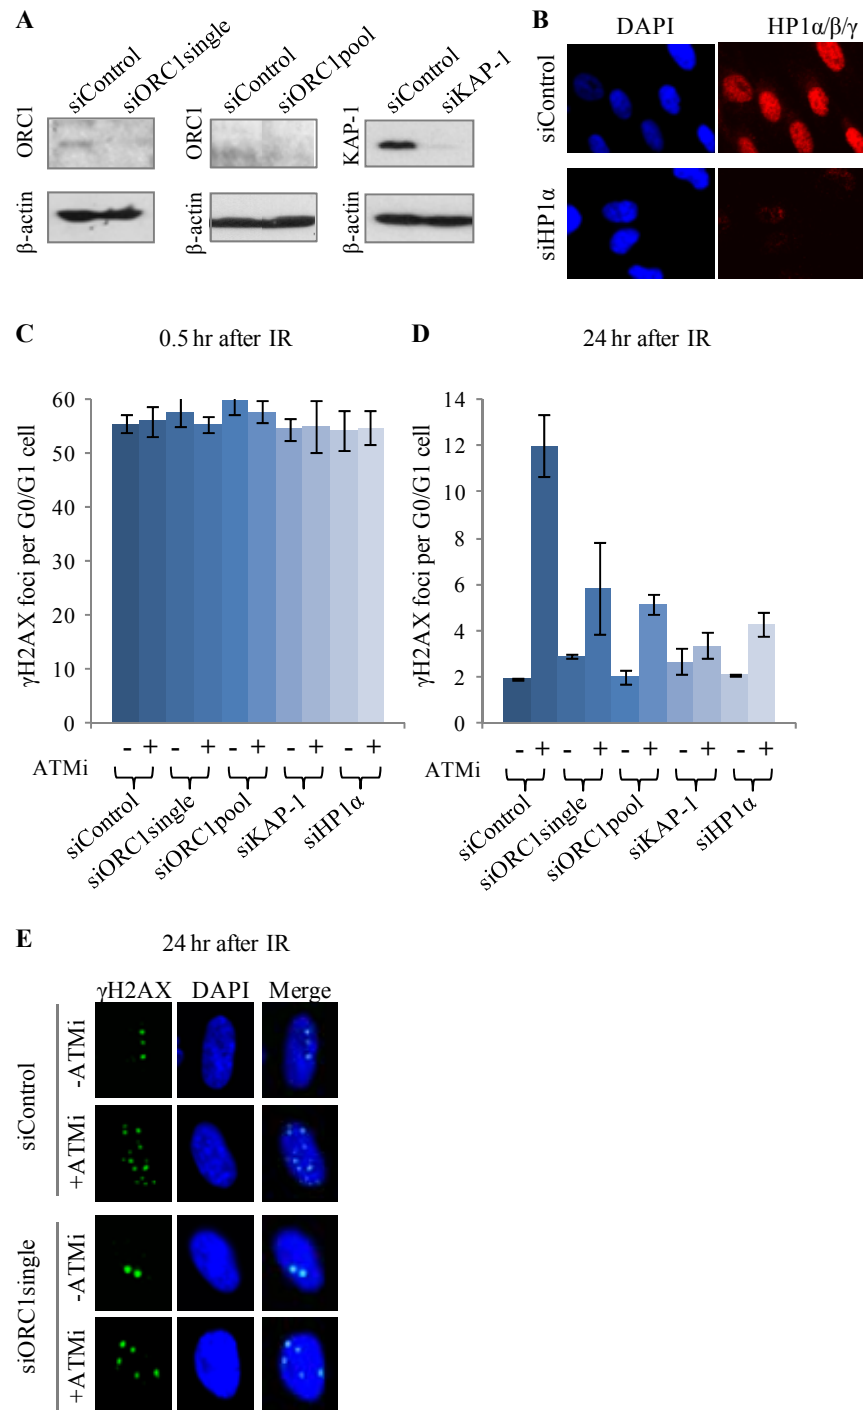 A
siControl
siORC1single
siControl
siORC1pool
siControl
siKAP-1
ORC1
ORC1
KAP-1
β-actin
β-actin
β-actin
B
DAPI HP1α/β/γ
siControl
siHP1α
C 0.5 hr after IR
γH2AX foci per G0/G1 cell
60
50
40
30
20
10
0
ATMi - + - + - + - + - +
siControl
siORC1single
siORC1pool
siKAP-1
siHP1α
D 24 hr after IR
γH2AX foci per G0/G1 cell
14
12
10
8
6
4
2
0
ATMi - + - + - + - + - +
siControl
siORC1single
siORC1pool
siKAP-1
siHP1α
E 24 hr after IR
γH2AX DAPI Merge
siControl
-ATMi
+ATMi
siORC1single
-ATMi
+ATMi